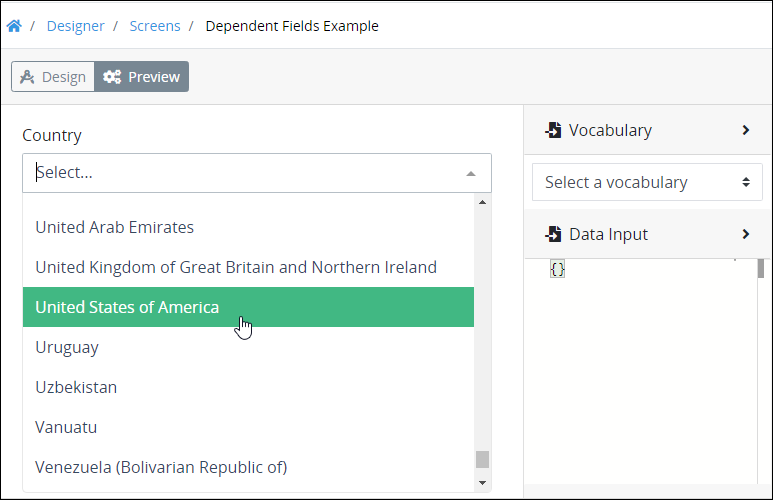 / Designer / Screens / Dependent Fields Example
Design Preview
Country
Select...
United Arab Emirates
United Kingdom of Great Britain and Northern Ireland
United States of America
Uruguay
Uzbekistan
Vanuatu
Venezuela (Bolivarian Republic of)
Vocabulary
Select a vocabulary
Data Input
{}